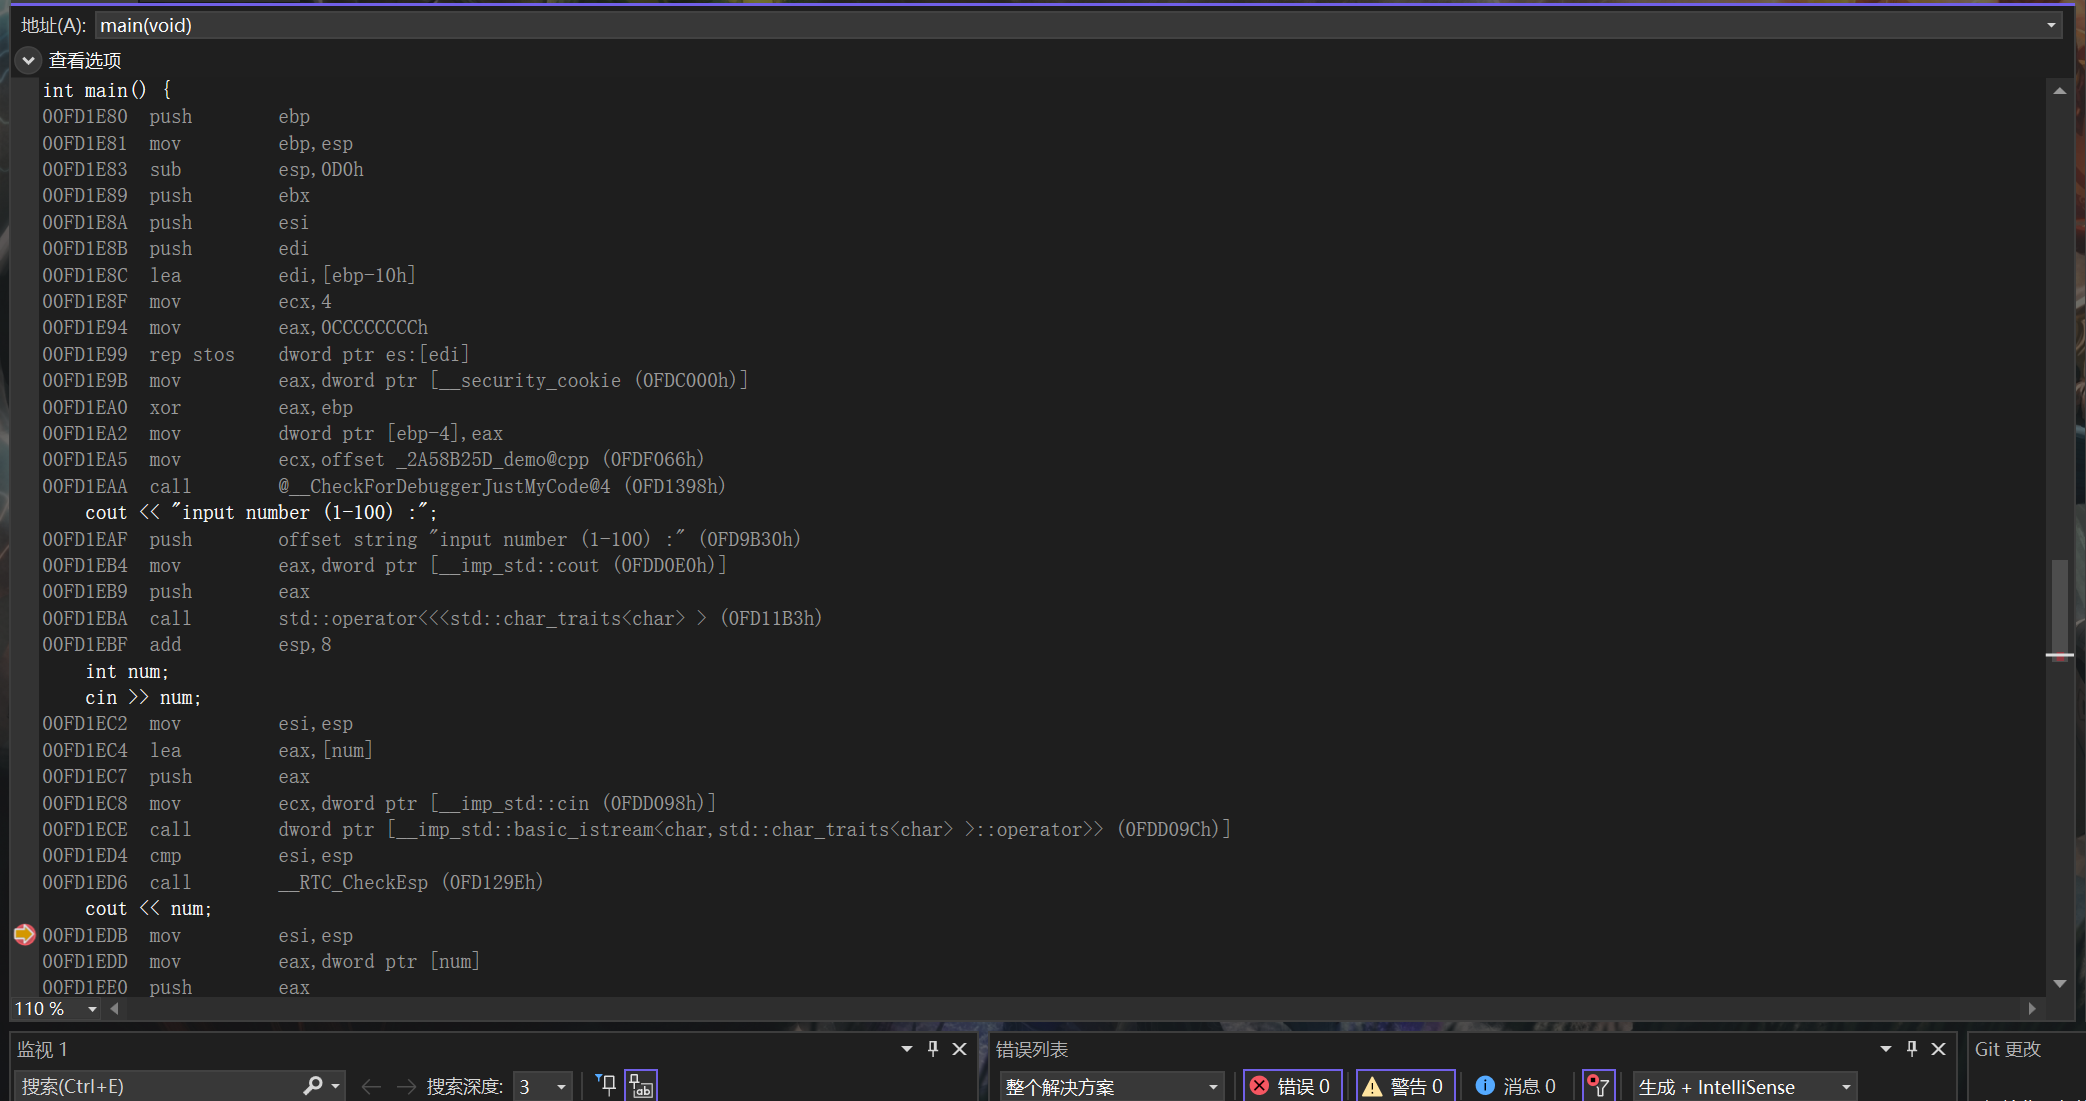 地址(A): main(void)
查看选项
int main() {
00FD1E80  push        ebp
00FD1E81  mov         ebp,esp
00FD1E83  sub         esp,0D0h
00FD1E89  push        ebx
00FD1E8A  push        esi
00FD1E8B  push        edi
00FD1E8C  lea         edi,[ebp-10h]
00FD1E8F  mov         ecx,4
00FD1E94  mov         eax,0CCCCCCCCh
00FD1E99  rep stos    dword ptr es:[edi]
00FD1E9B  mov         eax,dword ptr [__security_cookie (0FDC000h)]
00FD1EA0  xor         eax,ebp
00FD1EA2  mov         dword ptr [ebp-4],eax
00FD1EA5  mov         ecx,offset _2A58B25D_demo@cpp (0FDF066h)
00FD1EAA  call        @__CheckForDebuggerJustMyCode@4 (0FD1398h)
    cout << "input number (1-100) :";
00FD1EAF  push        offset string "input number (1-100) :" (0FD9B30h)
00FD1EB4  mov         eax,dword ptr [__imp_std::cout (0FDD0E0h)]
00FD1EB9  push        eax
00FD1EBA  call        std::operator<<<std::char_traits<char> > (0FD11B3h)
00FD1EBF  add         esp,8
    int num;
    cin >> num;
00FD1EC2  mov         esi,esp
00FD1EC4  lea         eax,[num]
00FD1EC7  push        eax
00FD1EC8  mov         ecx,dword ptr [__imp_std::cin (0FDD098h)]
00FD1ECE  call        dword ptr [__imp_std::basic_istream<char,std::char_traits<char> >::operator>> (0FDD09Ch)]
00FD1ED4  cmp         esi,esp
00FD1ED6  call        __RTC_CheckEsp (0FD129Eh)
    cout << num;
00FD1EDB  mov         esi,esp
00FD1EDD  mov         eax,dword ptr [num]
00FD1EE0  push        eax
110 %
监视 1
搜索(Ctrl+E) 搜索深度: 3
错误列表
整个解决方案 错误 0 警告 0 消息 0 生成 + IntelliSense
Git 更改